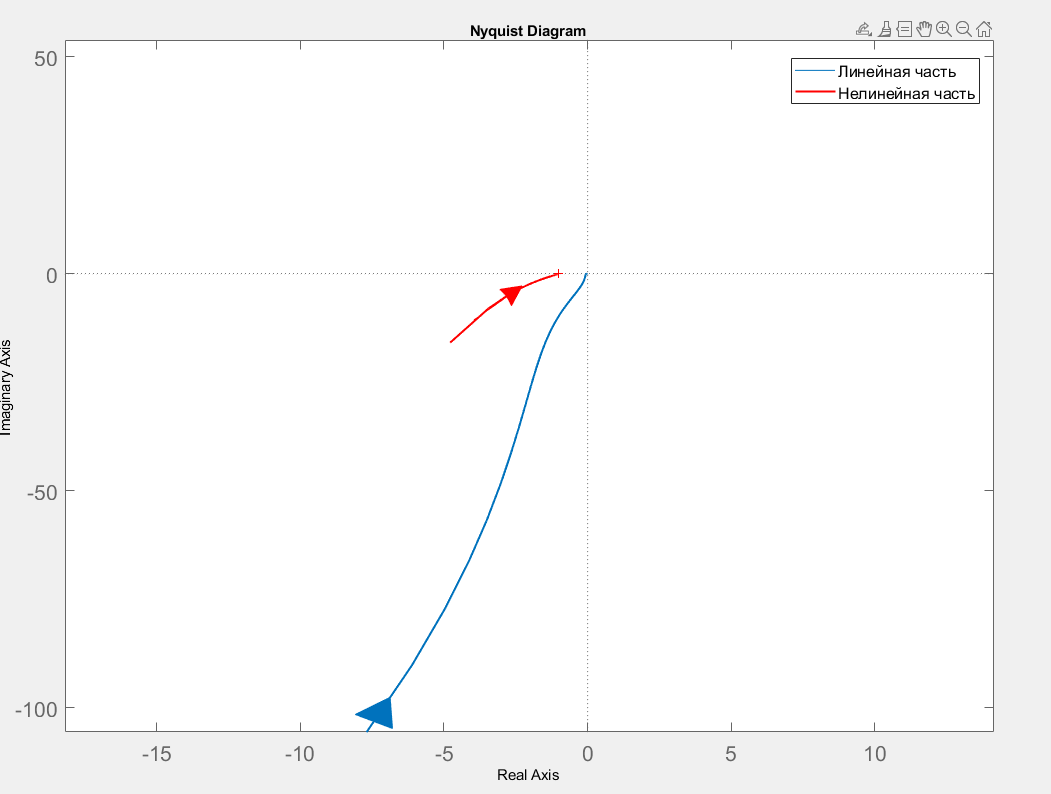 Nyquist Diagram
Линейная часть
Нелинейная часть
50
0
-50
-100
Imaginary Axis
-15
-10
-5
0
5
10
Real Axis